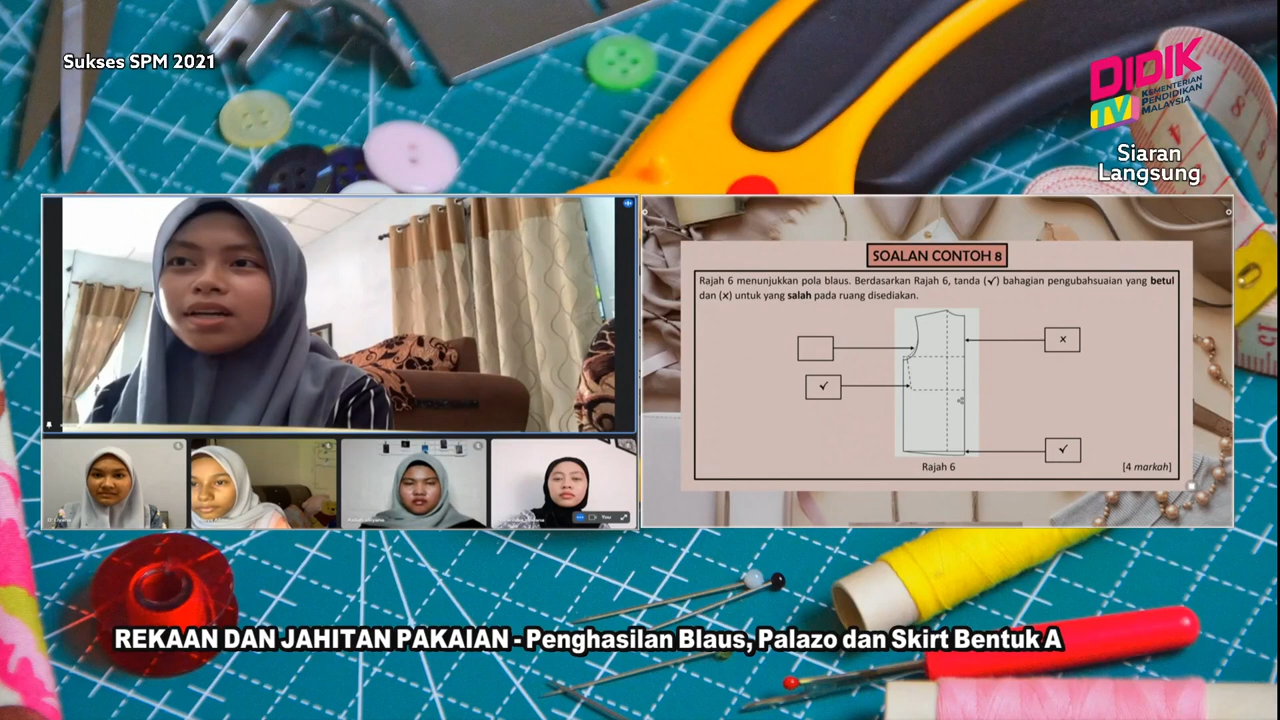 Sukses SPM 2021
DIDIK
TV
KEMENTERIAN
PENDIDIKAN
MALAYSIA
Siaran
Langsung
SOALAN CONTOH 8
Rajah 6 menunjukkan pola blaus. Berdasarkan Rajah 6, tanda (✓) bahagian pengubahsuaian yang betul
dan (x) untuk yang salah pada ruang disediakan.
x
✓
✓
Rajah 6
[4 markah]
You
REKAAN DAN JAHITAN PAKAIAN - Penghasilan Blaus, Palazo dan Skirt Bentuk A